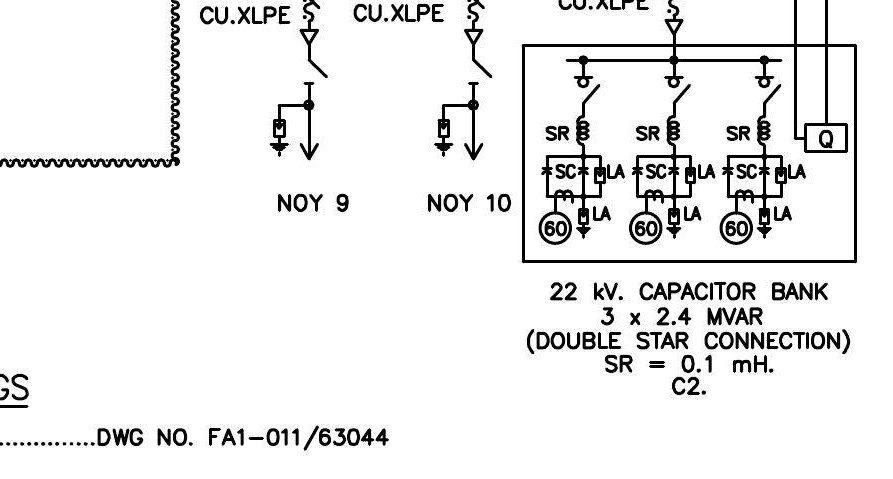 CU.XLPE
CU.XLPE
CU.XLPE
SR
SR
SR
Q
SC
LA
SC
LA
SC
LA
LA
LA
LA
60
60
60
NOY 9
NOY 10
22 kV. CAPACITOR BANK
3 x 2.4 MVAR
(DOUBLE STAR CONNECTION)
SR = 0.1 mH.
C2.
GS
..............DWG NO. FA1-011/63044